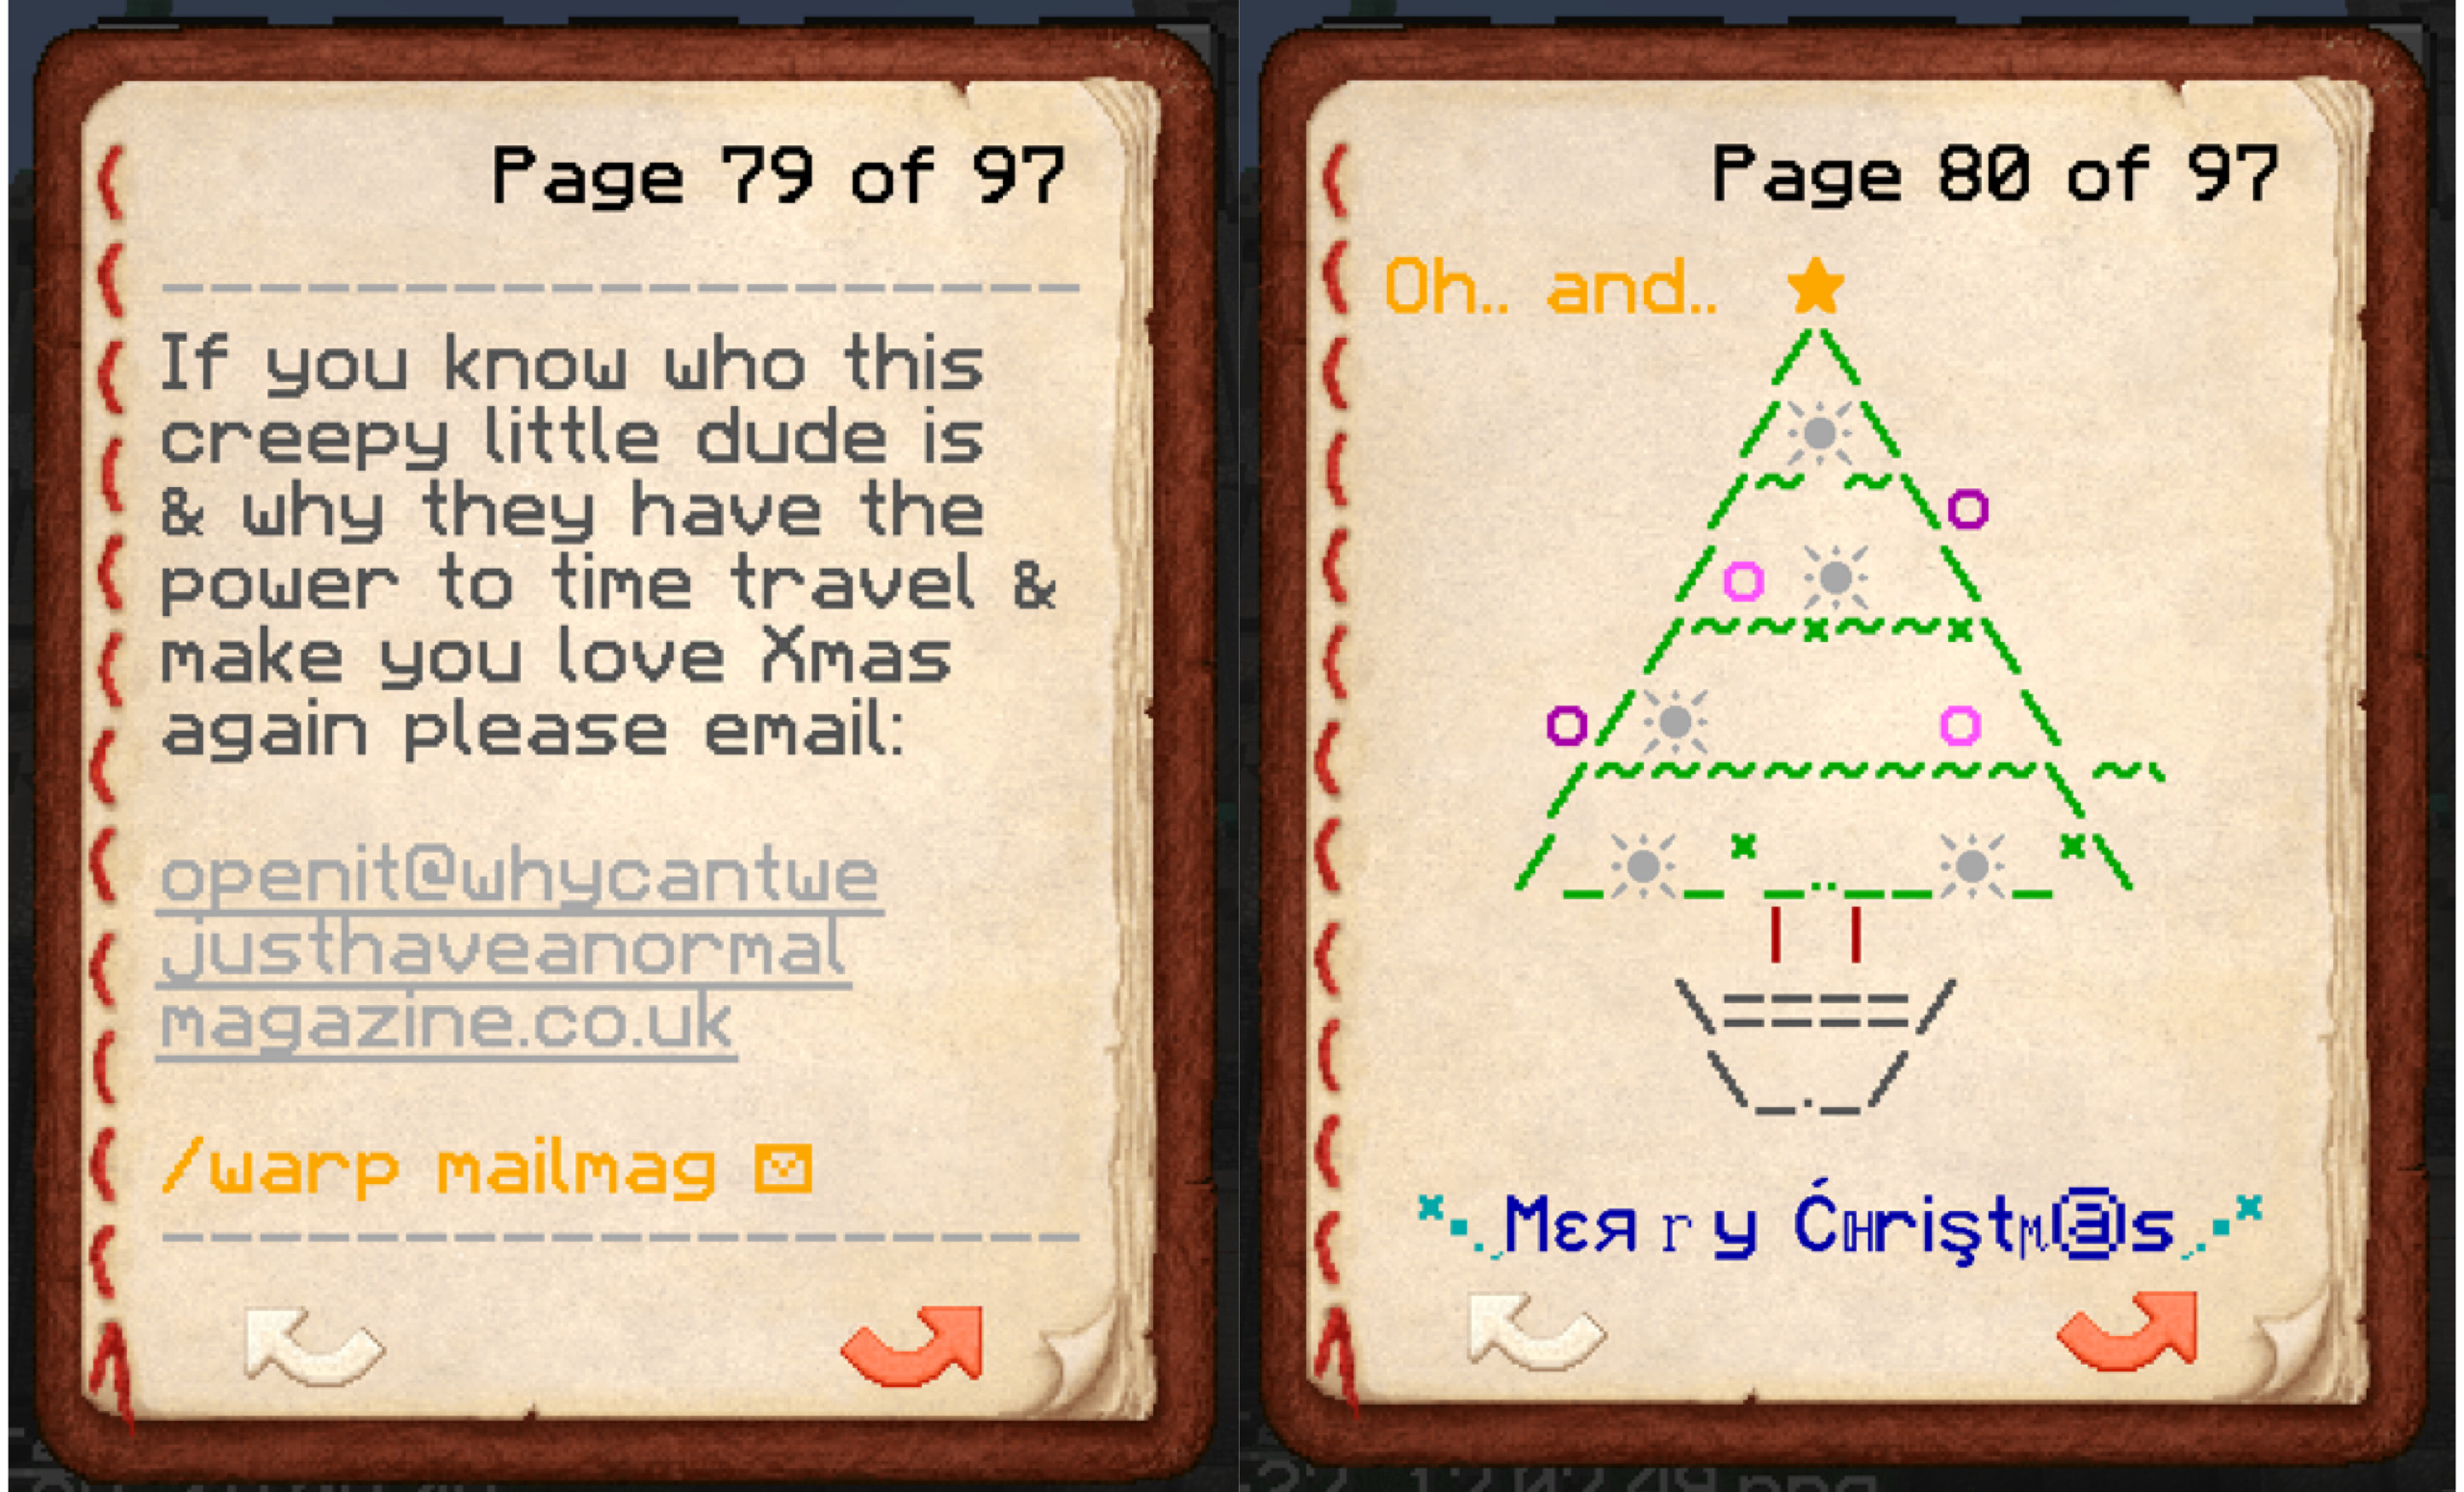 Page 79 of 97
--------------------
If you know who this
creepy little dude is
& why they have the
power to time travel &
make you love Xmas
again please email:
openit@whycantwe
justhaveanormal
magazine.co.uk
/warp mailmag
--------------------
Page 80 of 97
Oh.. and.. ★
MεЯry ĆℍriştM@s